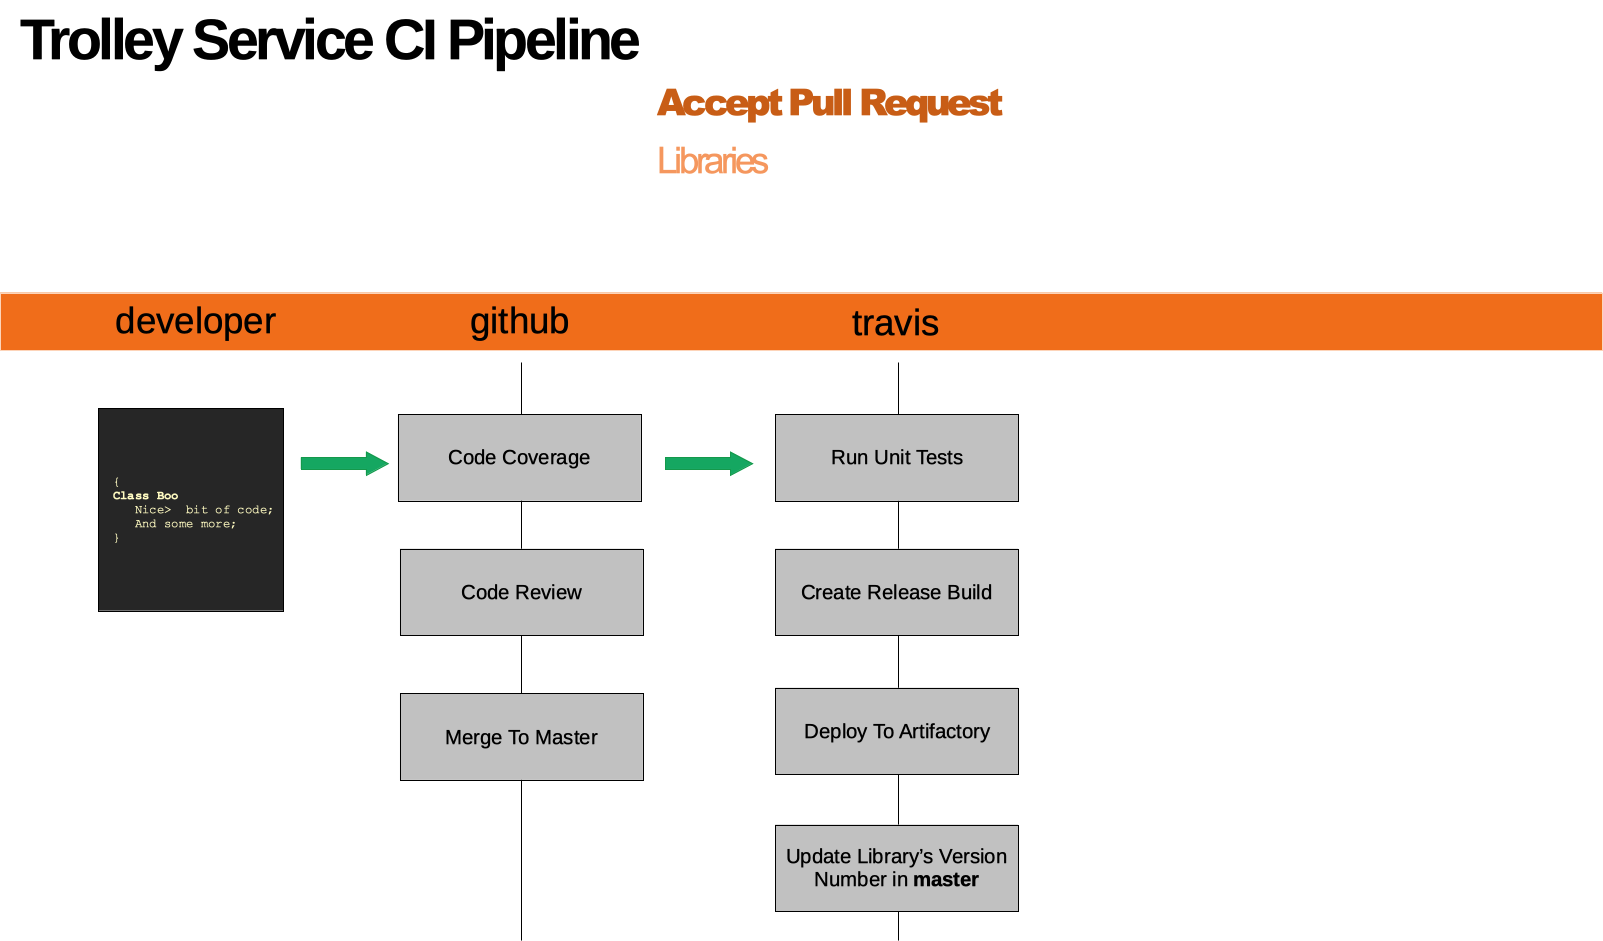 Trolley Service CI Pipeline
Accept Pull Request
Libraries
developer
github
travis
{
Class Boo
Nice>  bit of code;
And some more;
}
Code Coverage
Code Review
Merge To Master
Run Unit Tests
Create Release Build
Deploy To Artifactory
Update Library’s Version
Number in master